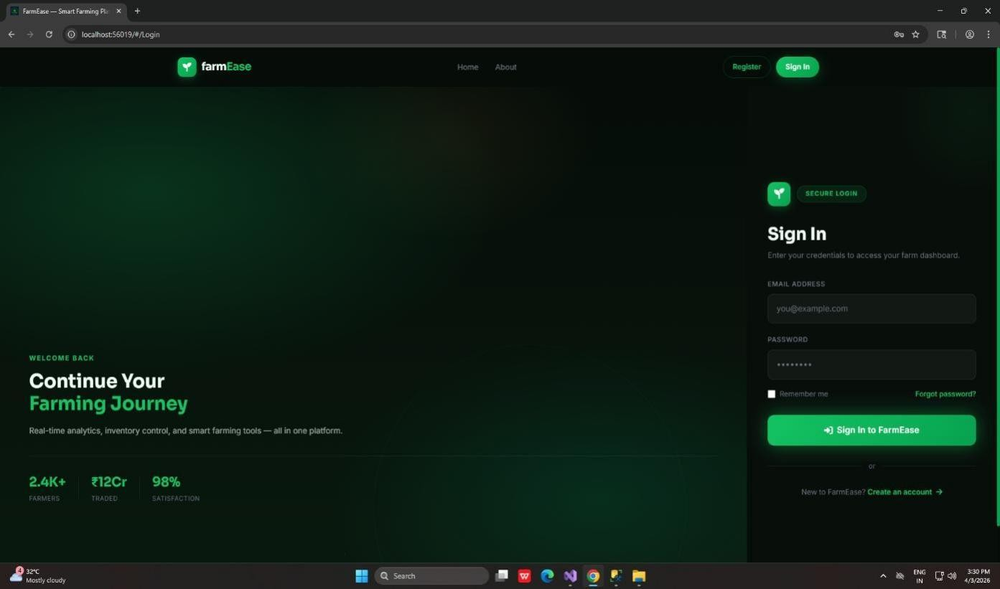 FarmEase — Smart Farming Pla
localhost:56019/#/Login
farmEase
Home
About
Register
Sign In
SECURE LOGIN
Sign In
Enter your credentials to access your farm dashboard.
EMAIL ADDRESS
you@example.com
PASSWORD
••••••••
Remember me
Forgot password?
Sign In to FarmEase
or
New to FarmEase? Create an account →
WELCOME BACK
Continue Your
Farming Journey
Real-time analytics, inventory control, and smart farming tools — all in one platform.
2.4K+
FARMERS
₹12Cr
TRADED
98%
SATISFACTION
4
32°C
Mostly cloudy
Search
ENG
IN
3:30 PM
4/3/2026